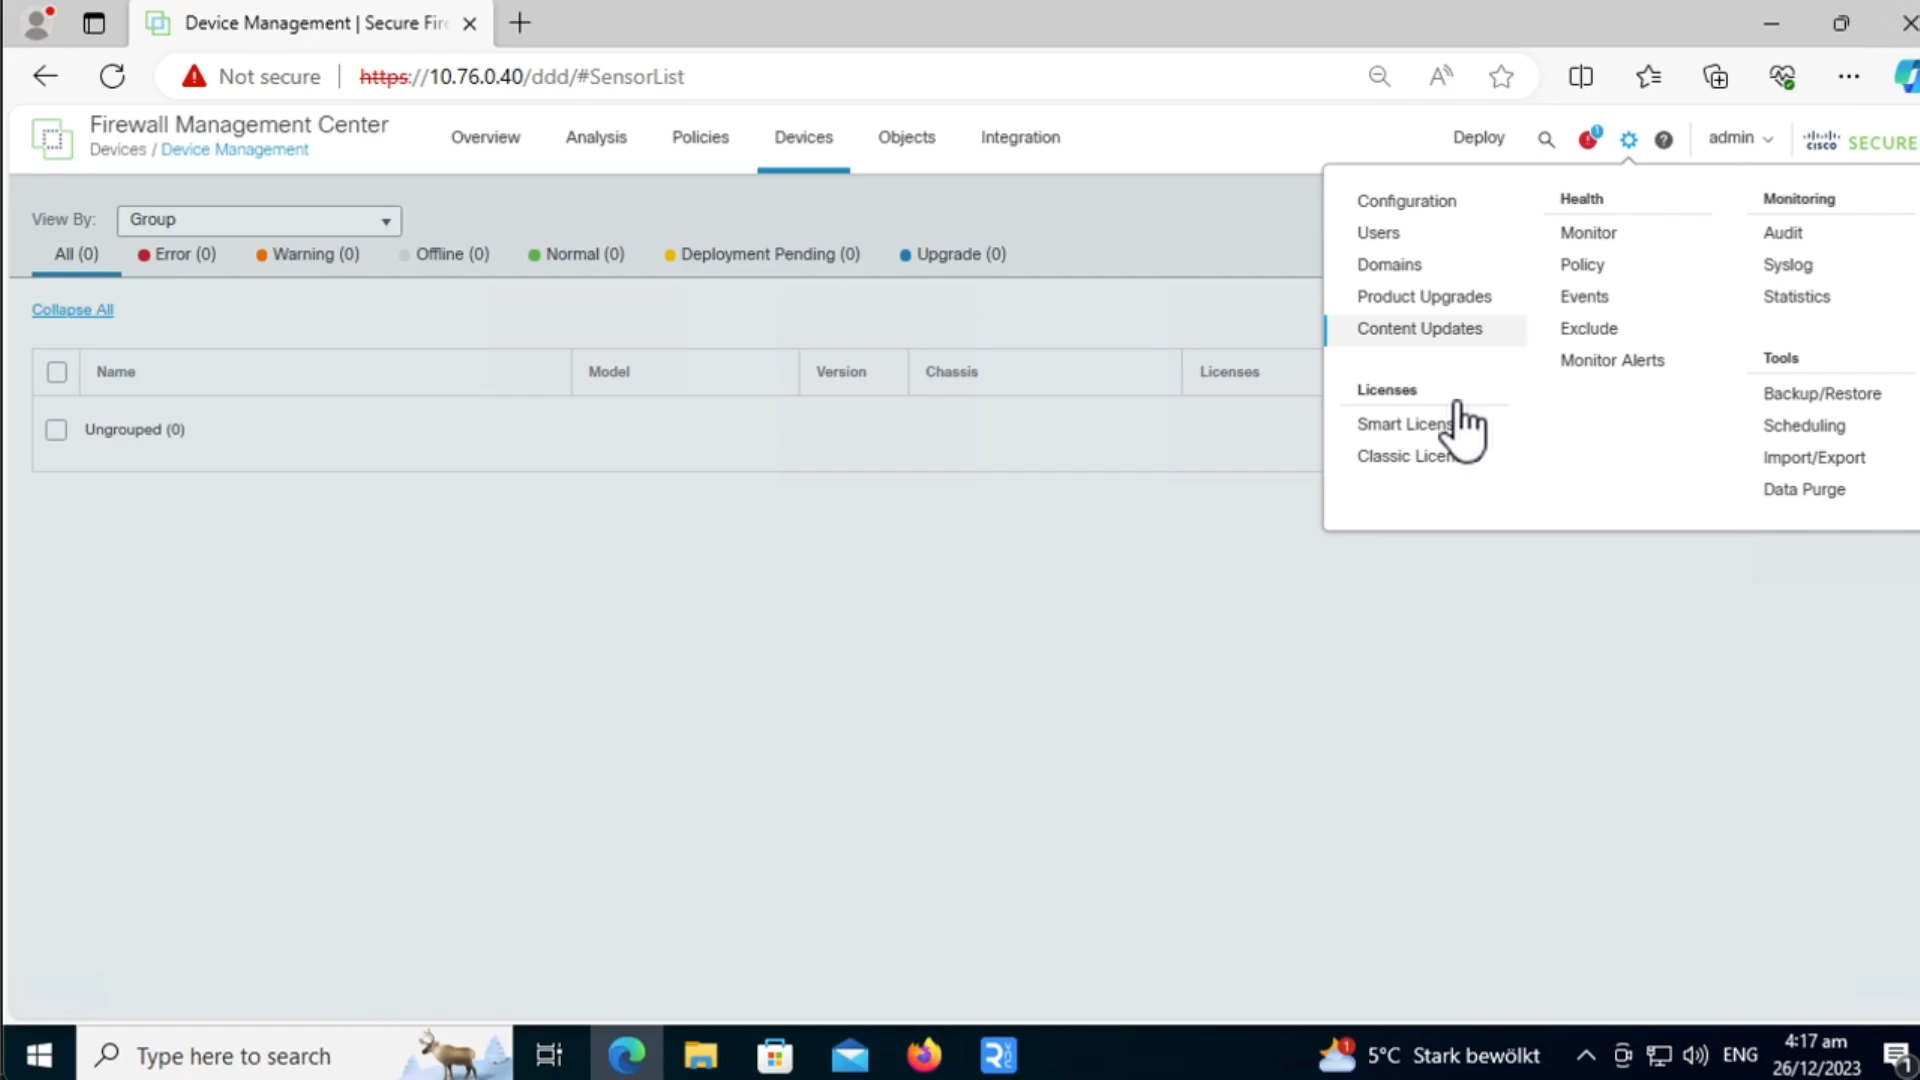 Device Management | Secure Fire
Not secure
https://10.76.0.40/ddd/#SensorList
Firewall Management Center
Devices / Device Management
Overview
Analysis
Policies
Devices
Objects
Integration
Deploy
1
admin
CISCO SECURE
View By:
Group
All (0)
Error (0)
Warning (0)
Offline (0)
Normal (0)
Deployment Pending (0)
Upgrade (0)
Collapse All
Name
Model
Version
Chassis
Licenses
Ungrouped (0)
Configuration
Users
Domains
Product Upgrades
Content Updates
Licenses
Smart Licens
Classic Licen
Health
Monitor
Policy
Events
Exclude
Monitor Alerts
Monitoring
Audit
Syslog
Statistics
Tools
Backup/Restore
Scheduling
Import/Export
Data Purge
Type here to search
1
5°C Stark bewölkt
ENG
4:17 am
26/12/2023
1